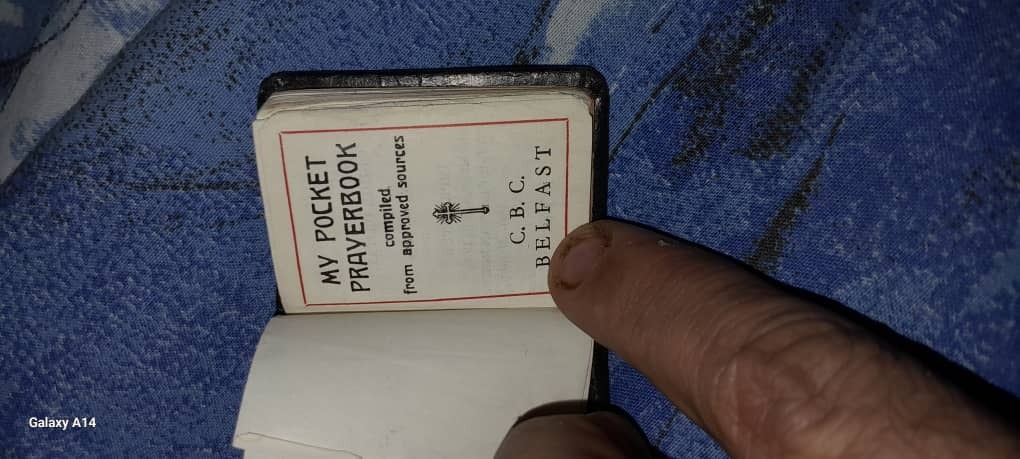 MY POCKET
PRAYERBOOK
compiled
from approved sources
C. B. C.
BELFAST
Galaxy A14